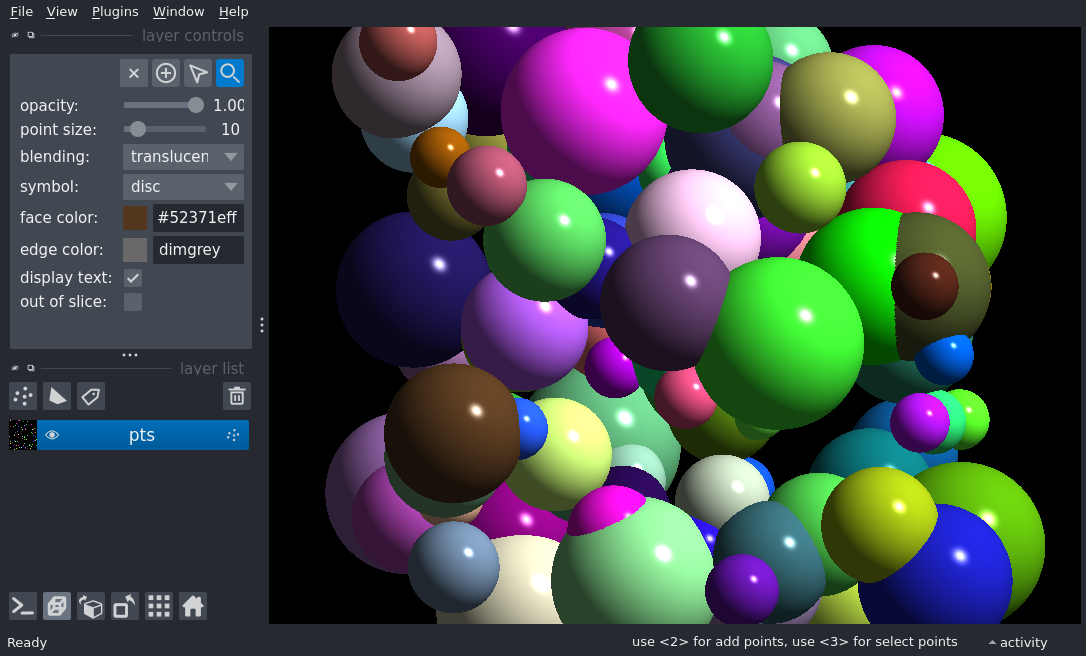 File View Plugins Window Help
layer controls
opacity: 1.00
point size: 10
blending: translucen
symbol: disc
face color: #52371eff
edge color: dimgrey
display text:
out of slice:
layer list
pts
Ready
use <2> for add points, use <3> for select points
activity